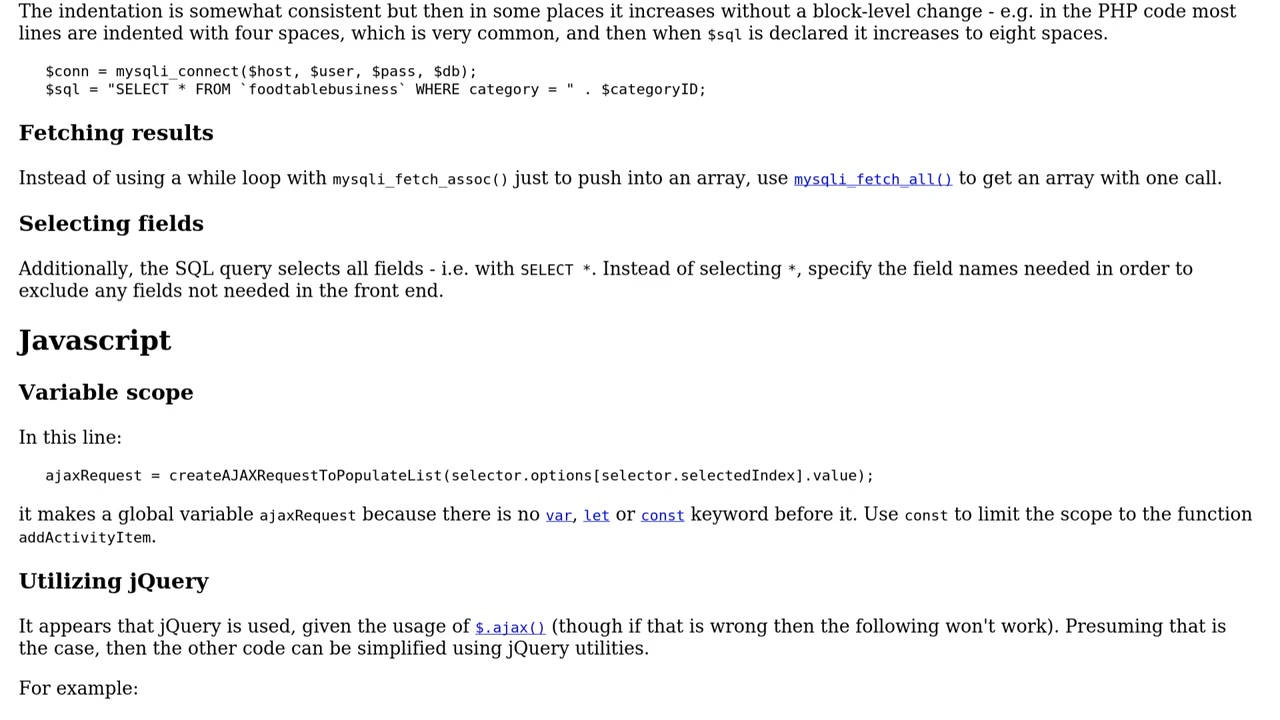 The indentation is somewhat consistent but then in some places it increases without a block-level change - e.g. in the PHP code most
lines are indented with four spaces, which is very common, and then when $sql is declared it increases to eight spaces.
$conn = mysqli_connect($host, $user, $pass, $db);
$sql = "SELECT * FROM `foodtablebusiness` WHERE category = " . $categoryID;
Fetching results
Instead of using a while loop with mysqli_fetch_assoc() just to push into an array, use mysqli_fetch_all() to get an array with one call.
Selecting fields
Additionally, the SQL query selects all fields - i.e. with SELECT *. Instead of selecting *, specify the field names needed in order to
exclude any fields not needed in the front end.
Javascript
Variable scope
In this line:
ajaxRequest = createAJAXRequestToPopulateList(selector.options[selector.selectedIndex].value);
it makes a global variable ajaxRequest because there is no var, let or const keyword before it. Use const to limit the scope to the function
addActivityItem.
Utilizing jQuery
It appears that jQuery is used, given the usage of $.ajax() (though if that is wrong then the following won't work). Presuming that is
the case, then the other code can be simplified using jQuery utilities.
For example: